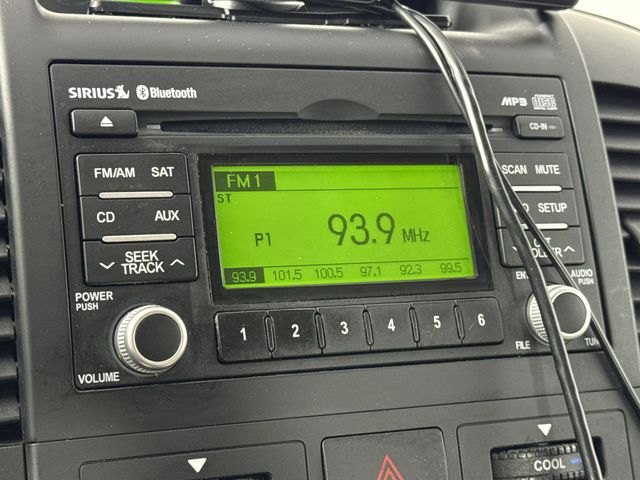 SIRIUS Bluetooth
MP3
CD-IN
FM/AM SAT
SCAN MUTE
CD AUX
SETUP
SEEK
TRACK
FM1
ST
P1 93.9 MHz
93.9 101.5 100.5 97.1 92.3 99.5
POWER
PUSH
VOLUME
1 2 3 4 5 6
AUDIO
PUSH
FILE
COOL